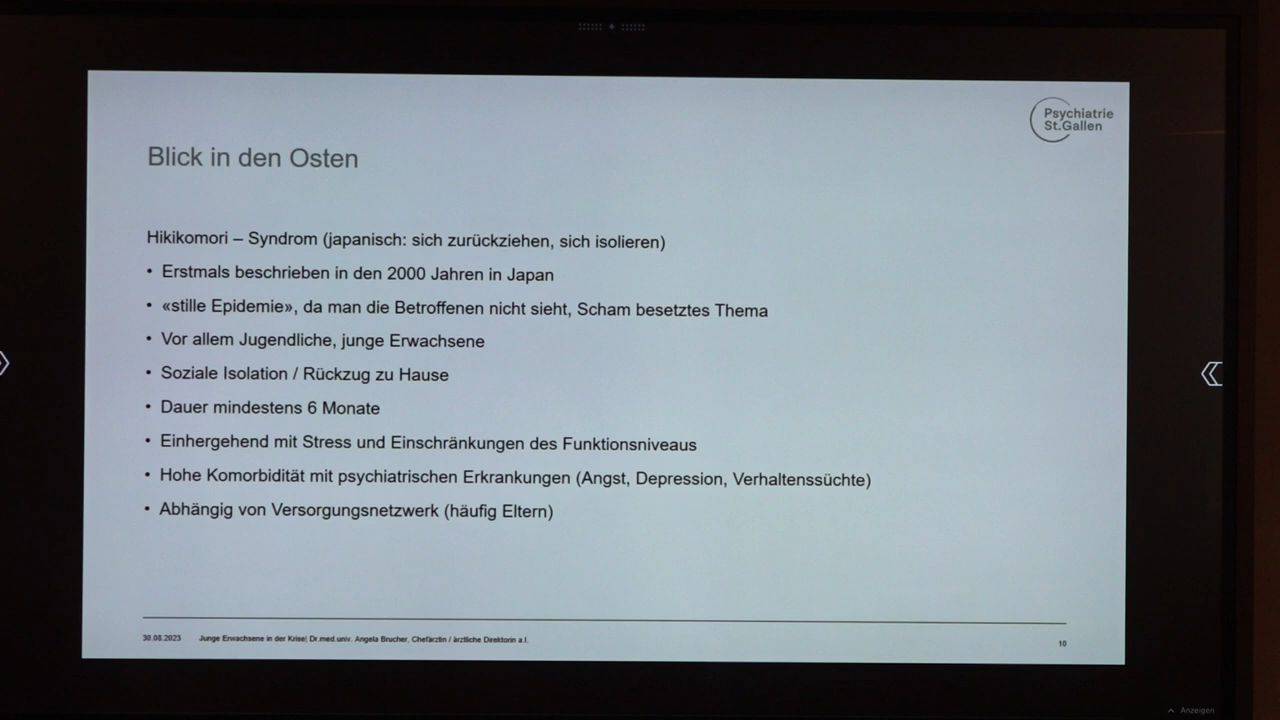 Psychiatrie
St.Gallen
Blick in den Osten
Hikikomori – Syndrom (japanisch: sich zurückziehen, sich isolieren)
• Erstmals beschrieben in den 2000 Jahren in Japan
• «stille Epidemie», da man die Betroffenen nicht sieht, Scham besetztes Thema
• Vor allem Jugendliche, junge Erwachsene
• Soziale Isolation / Rückzug zu Hause
• Dauer mindestens 6 Monate
• Einhergehend mit Stress und Einschränkungen des Funktionsniveaus
• Hohe Komorbidität mit psychiatrischen Erkrankungen (Angst, Depression, Verhaltenssüchte)
• Abhängig von Versorgungsnetzwerk (häufig Eltern)
30.08.2023 Junge Erwachsene in der Krise| Dr.med.univ. Angela Brucher, Chefärztin / ärztliche Direktorin a.I. 10
Anzeigen